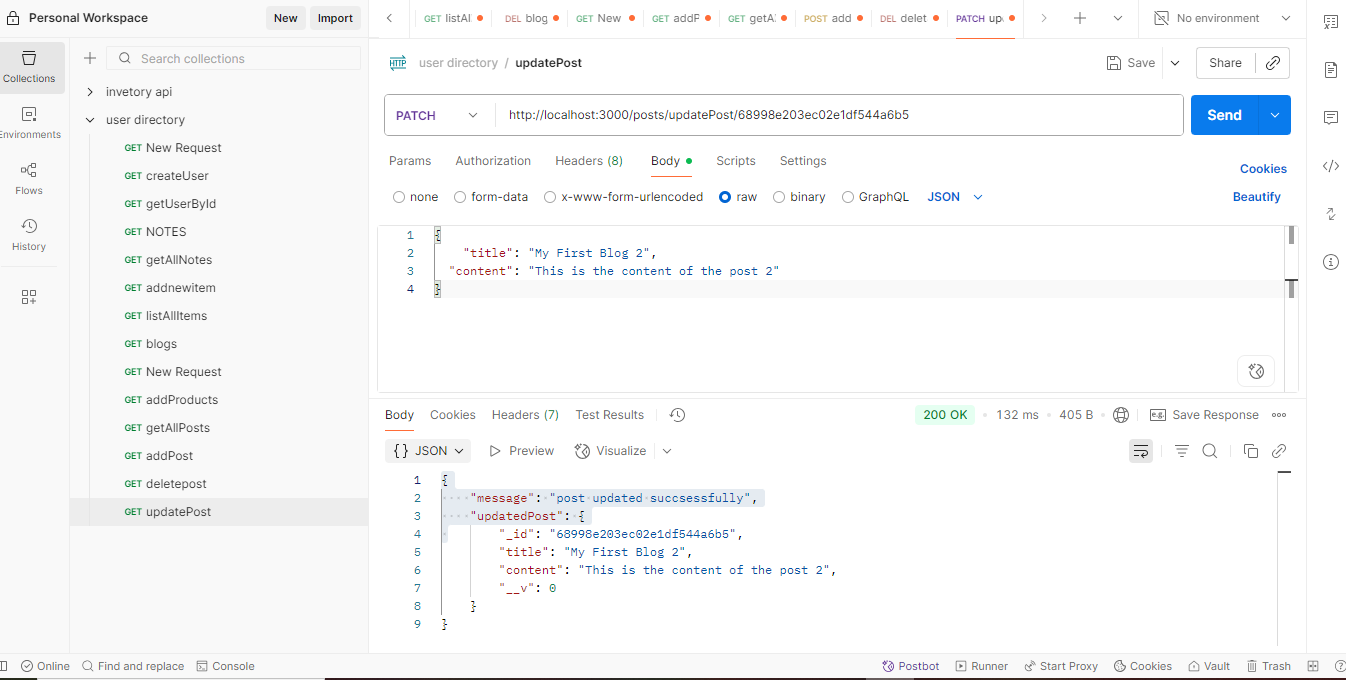 Personal Workspace
New
Import
GET listAl
DEL blog
GET New
GET addP
GET getA
POST add
DEL delet
PATCH up
No environment
Collections
Environments
Flows
History
Search collections
invetory api
user directory
GET New Request
GET createUser
GET getUserById
GET NOTES
GET getAllNotes
GET addnewitem
GET listAllItems
GET blogs
GET New Request
GET addProducts
GET getAllPosts
GET addPost
GET deletepost
GET updatePost
HTTP user directory / updatePost
Save
Share
PATCH
http://localhost:3000/posts/updatePost/68998e203ec02e1df544a6b5
Send
Params Authorization Headers (8) Body Scripts Settings
Cookies
none form-data x-www-form-urlencoded raw binary GraphQL JSON
Beautify
1 {
2 "title": "My First Blog 2",
3 "content": "This is the content of the post 2"
4 }
Body Cookies Headers (7) Test Results
200 OK • 132 ms • 405 B •
e.g. Save Response
{} JSON Preview Visualize
1 {
2 "message": "post updated succsessfully",
3 "updatedPost": {
4 "_id": "68998e203ec02e1df544a6b5",
5 "title": "My First Blog 2",
6 "content": "This is the content of the post 2",
7 "__v": 0
8 }
9 }
Online Find and replace Console
Postbot Runner Start Proxy Cookies Vault Trash